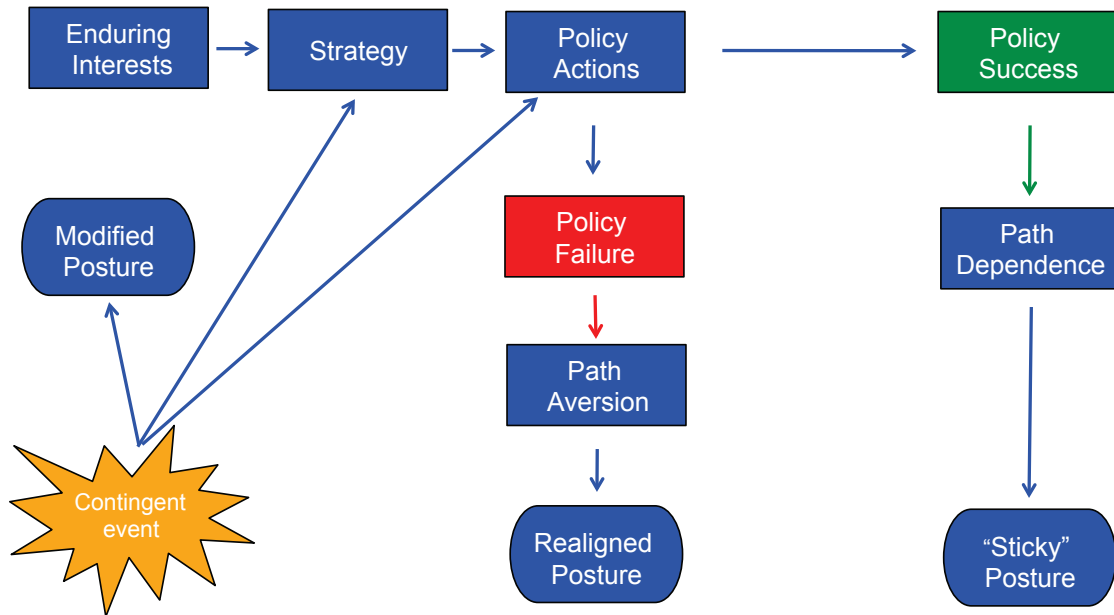 Enduring
Interests
Strategy
Policy
Actions
Policy
Success
Modified
Posture
Policy
Failure
Path
Dependence
Path
Aversion
Contingent
event
Realigned
Posture
“Sticky”
Posture